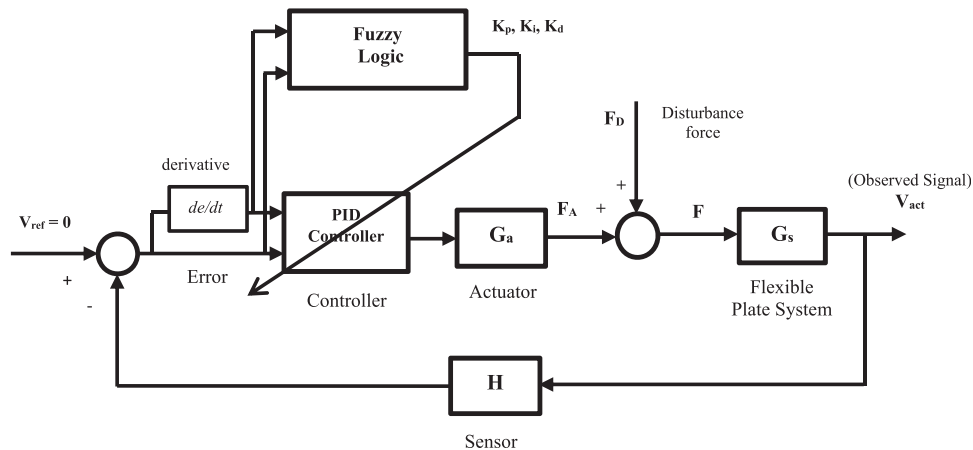 Fuzzy
Logic
Kp, Ki, Kd
FD
Disturbance
force
derivative
de/dt
PID
Controller
Vref = 0
+
-
Error
Controller
Ga
Actuator
FA
+
+
F
Gs
Flexible
Plate System
(Observed Signal)
Vact
H
Sensor